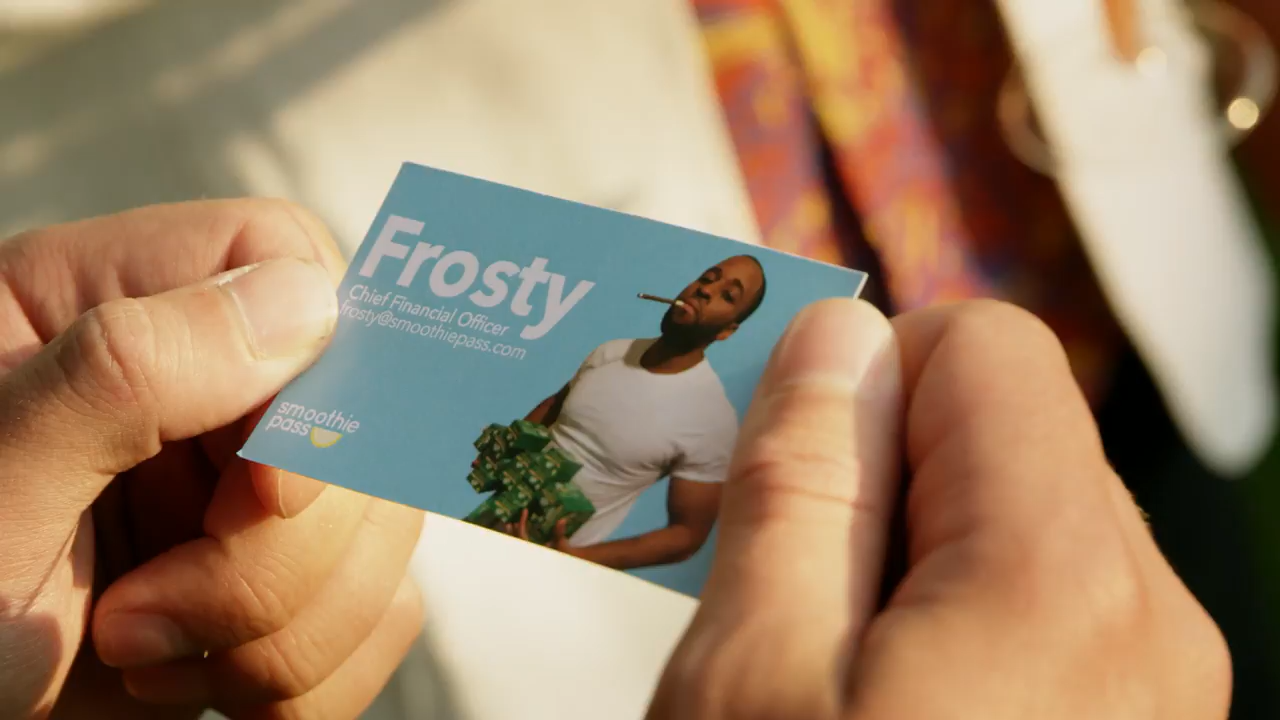 Frosty
Chief Financial Officer
frosty@smoothiepass.com
smoothie
pass